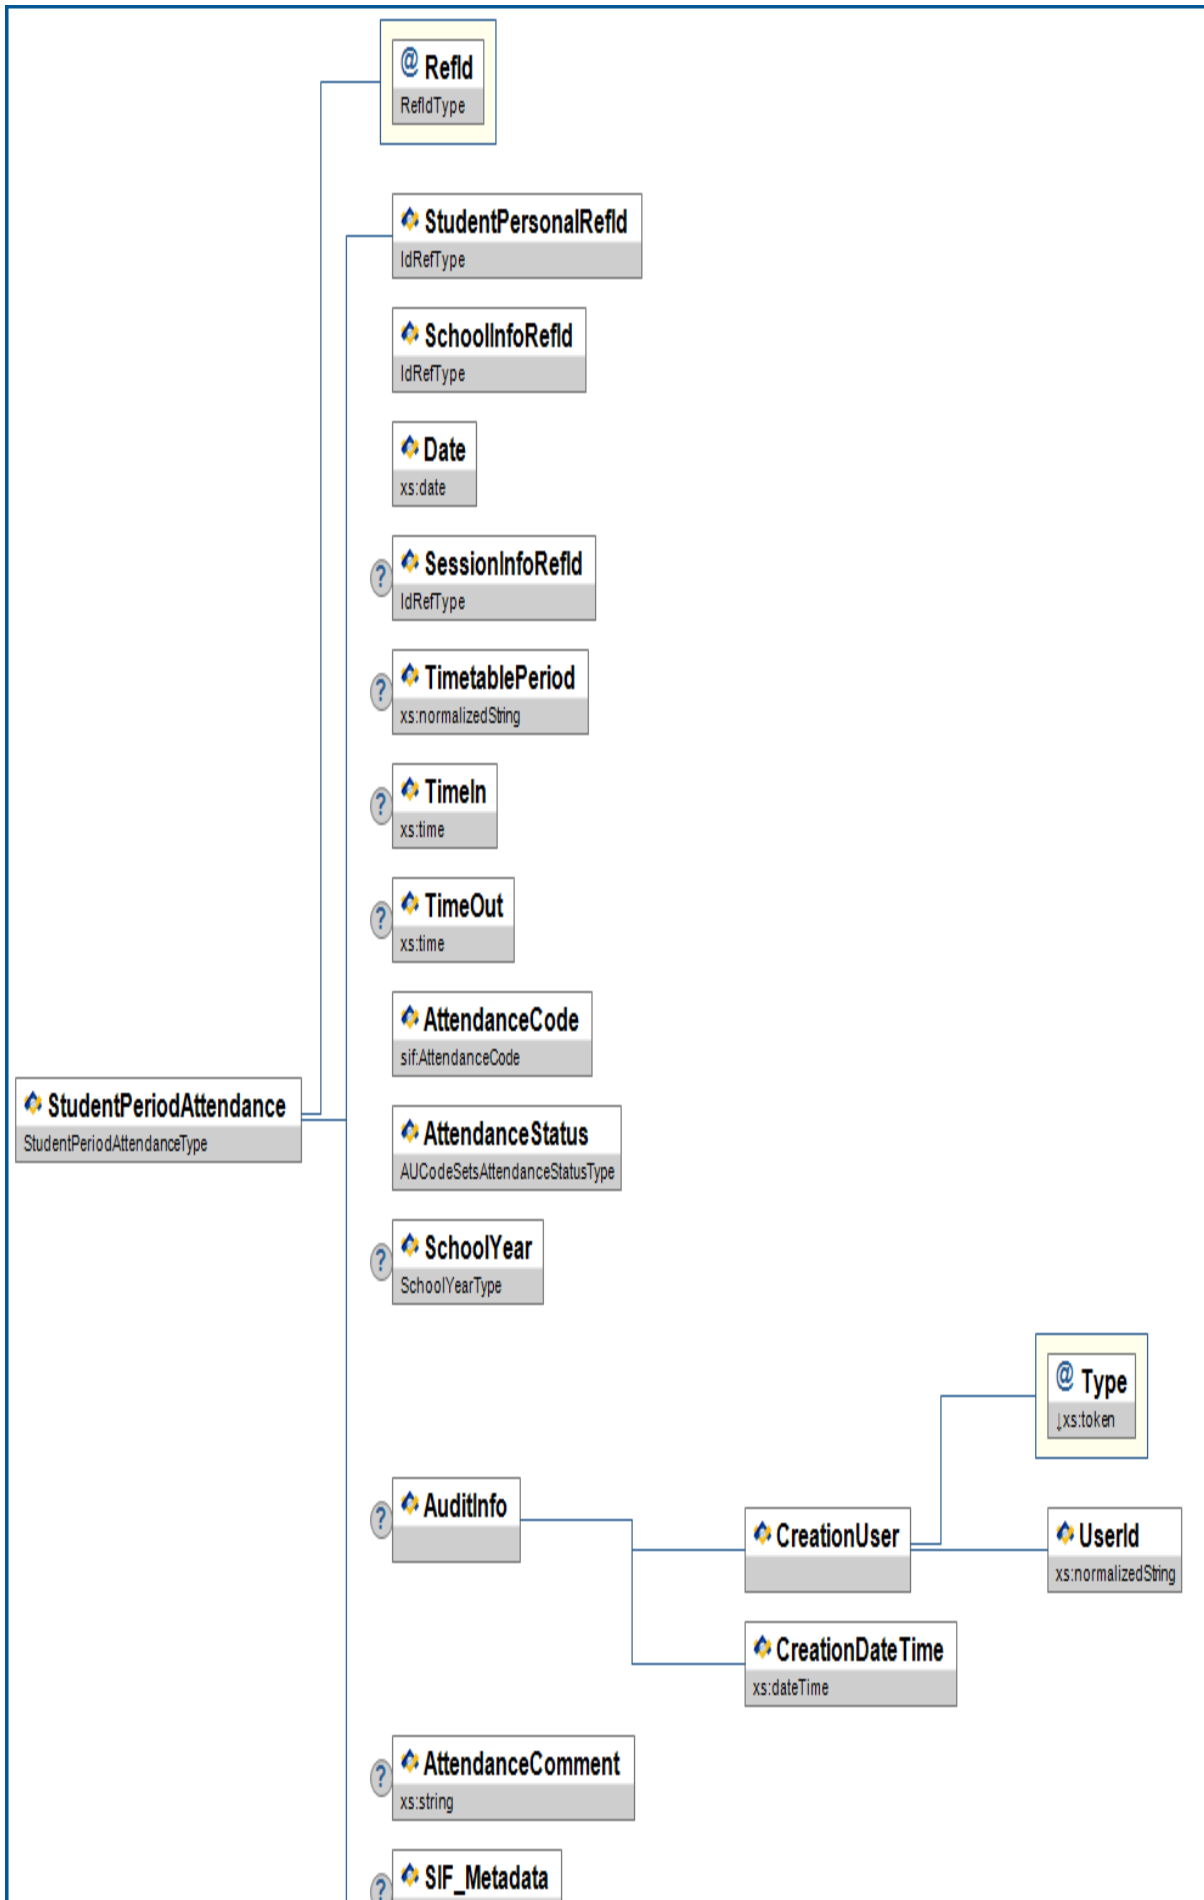 @ RefId
RefIdType
StudentPersonalRefId
IdRefType
SchoolInfoRefId
IdRefType
Date
xs:date
? SessionInfoRefId
IdRefType
? TimetablePeriod
xs:normalizedString
? TimeIn
xs:time
? TimeOut
xs:time
AttendanceCode
sif:AttendanceCode
StudentPeriodAttendance
StudentPeriodAttendanceType
AttendanceStatus
AUCodeSetsAttendanceStatusType
? SchoolYear
SchoolYearType
@ Type
↓xs:token
? AuditInfo
CreationUser
UserId
xs:normalizedString
CreationDateTime
xs:dateTime
? AttendanceComment
xs:string
? SIF_Metadata